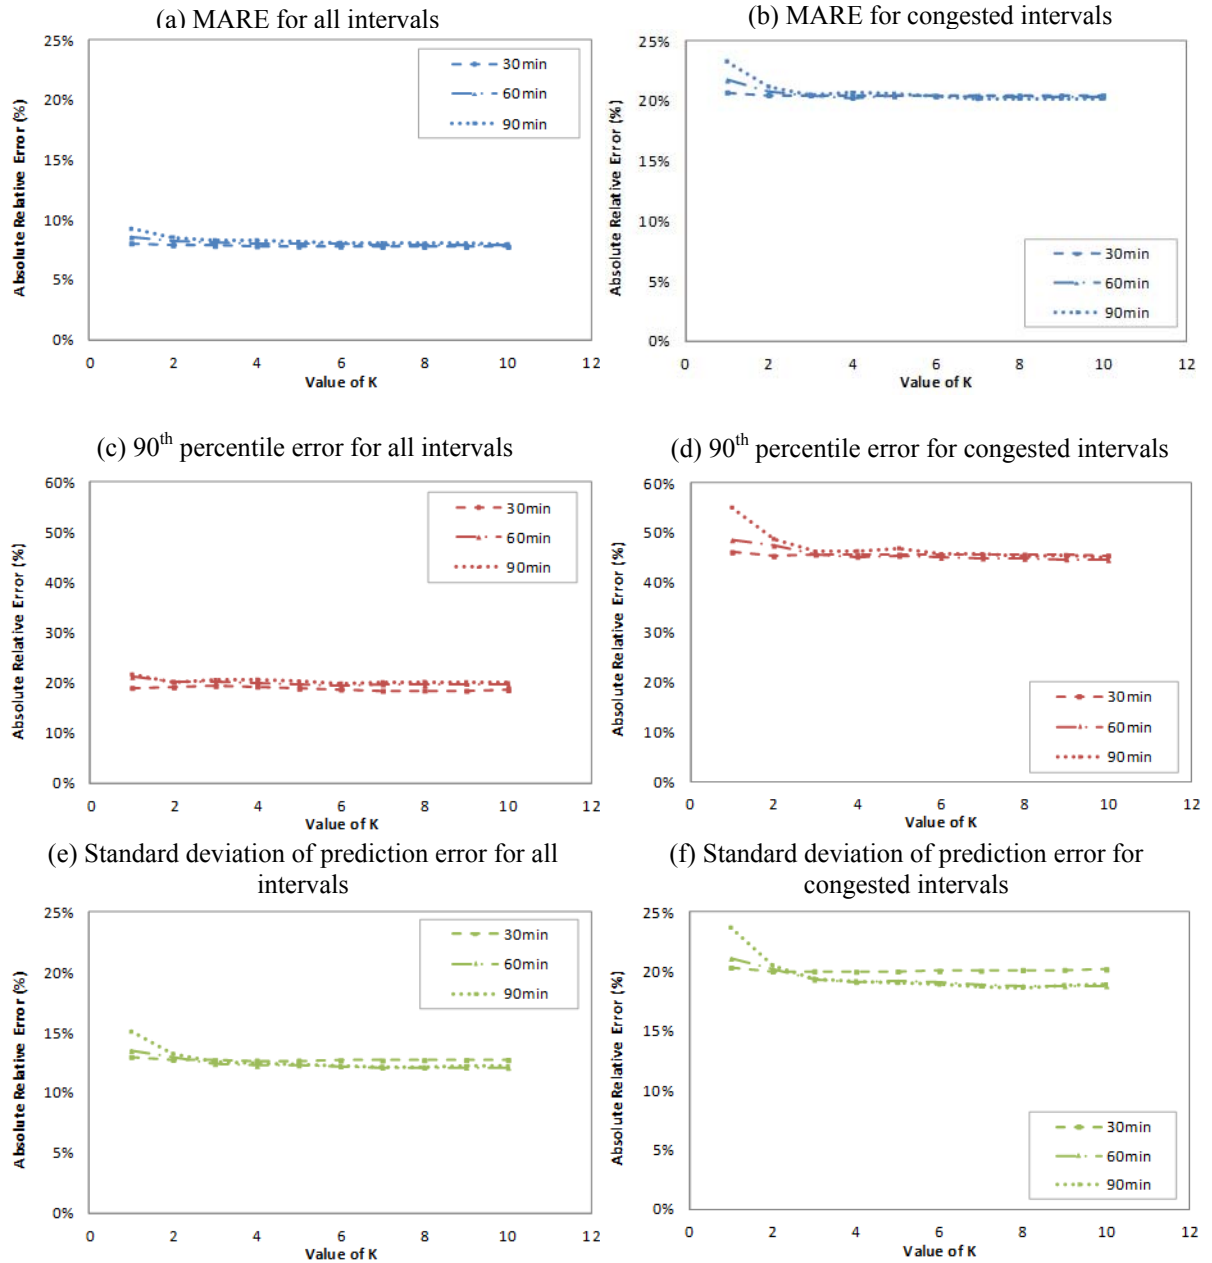 (a) MARE for all intervals
25%
20%
15%
10%
5%
0%
Absolute Relative Error (%)
30min
60min
90min
0 2 4 6 8 10 12
Value of K
(b) MARE for congested intervals
25%
20%
15%
10%
5%
0%
Absolute Relative Error (%)
30min
60min
90min
0 2 4 6 8 10 12
Value of K
(c) 90th percentile error for all intervals
60%
50%
40%
30%
20%
10%
0%
Absolute Relative Error (%)
30min
60min
90min
0 2 4 6 8 10 12
Value of K
(d) 90th percentile error for congested intervals
60%
50%
40%
30%
20%
10%
0%
Absolute Relative Error (%)
30min
60min
90min
0 2 4 6 8 10 12
Value of K
(e) Standard deviation of prediction error for all
intervals
25%
20%
15%
10%
5%
0%
Absolute Relative Error (%)
30min
60min
90min
0 2 4 6 8 10 12
Value of K
(f) Standard deviation of prediction error for
congested intervals
25%
20%
15%
10%
5%
0%
Absolute Relative Error (%)
30min
60min
90min
0 2 4 6 8 10 12
Value of K